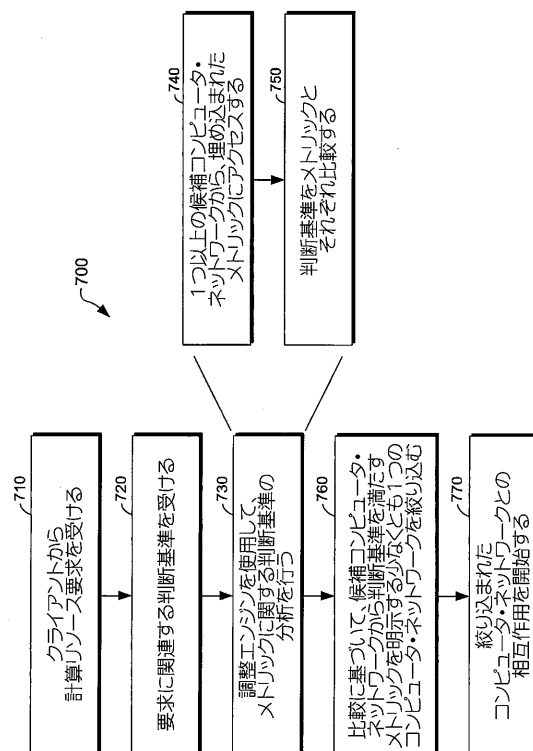 700
710
クライアントから
計算リソース要求を受ける
720
要求に関連する判断基準を受ける
730
調整エンジンを使用して、
メトリックに関する判断基準の
分析を行う
740
1つ以上の候補コンピュータ・
ネットワークから、埋め込まれた
メトリックにアクセスする
750
判断基準をメトリックと
それぞれ比較する
760
比較に基づいて、候補コンピュータ・
ネットワークから判断基準を満たす
メトリックを明示する少なくとも1つの
コンピュータ・ネットワークを絞り込む
770
絞り込まれた
コンピュータ・ネットワークとの
相互作用を開始する